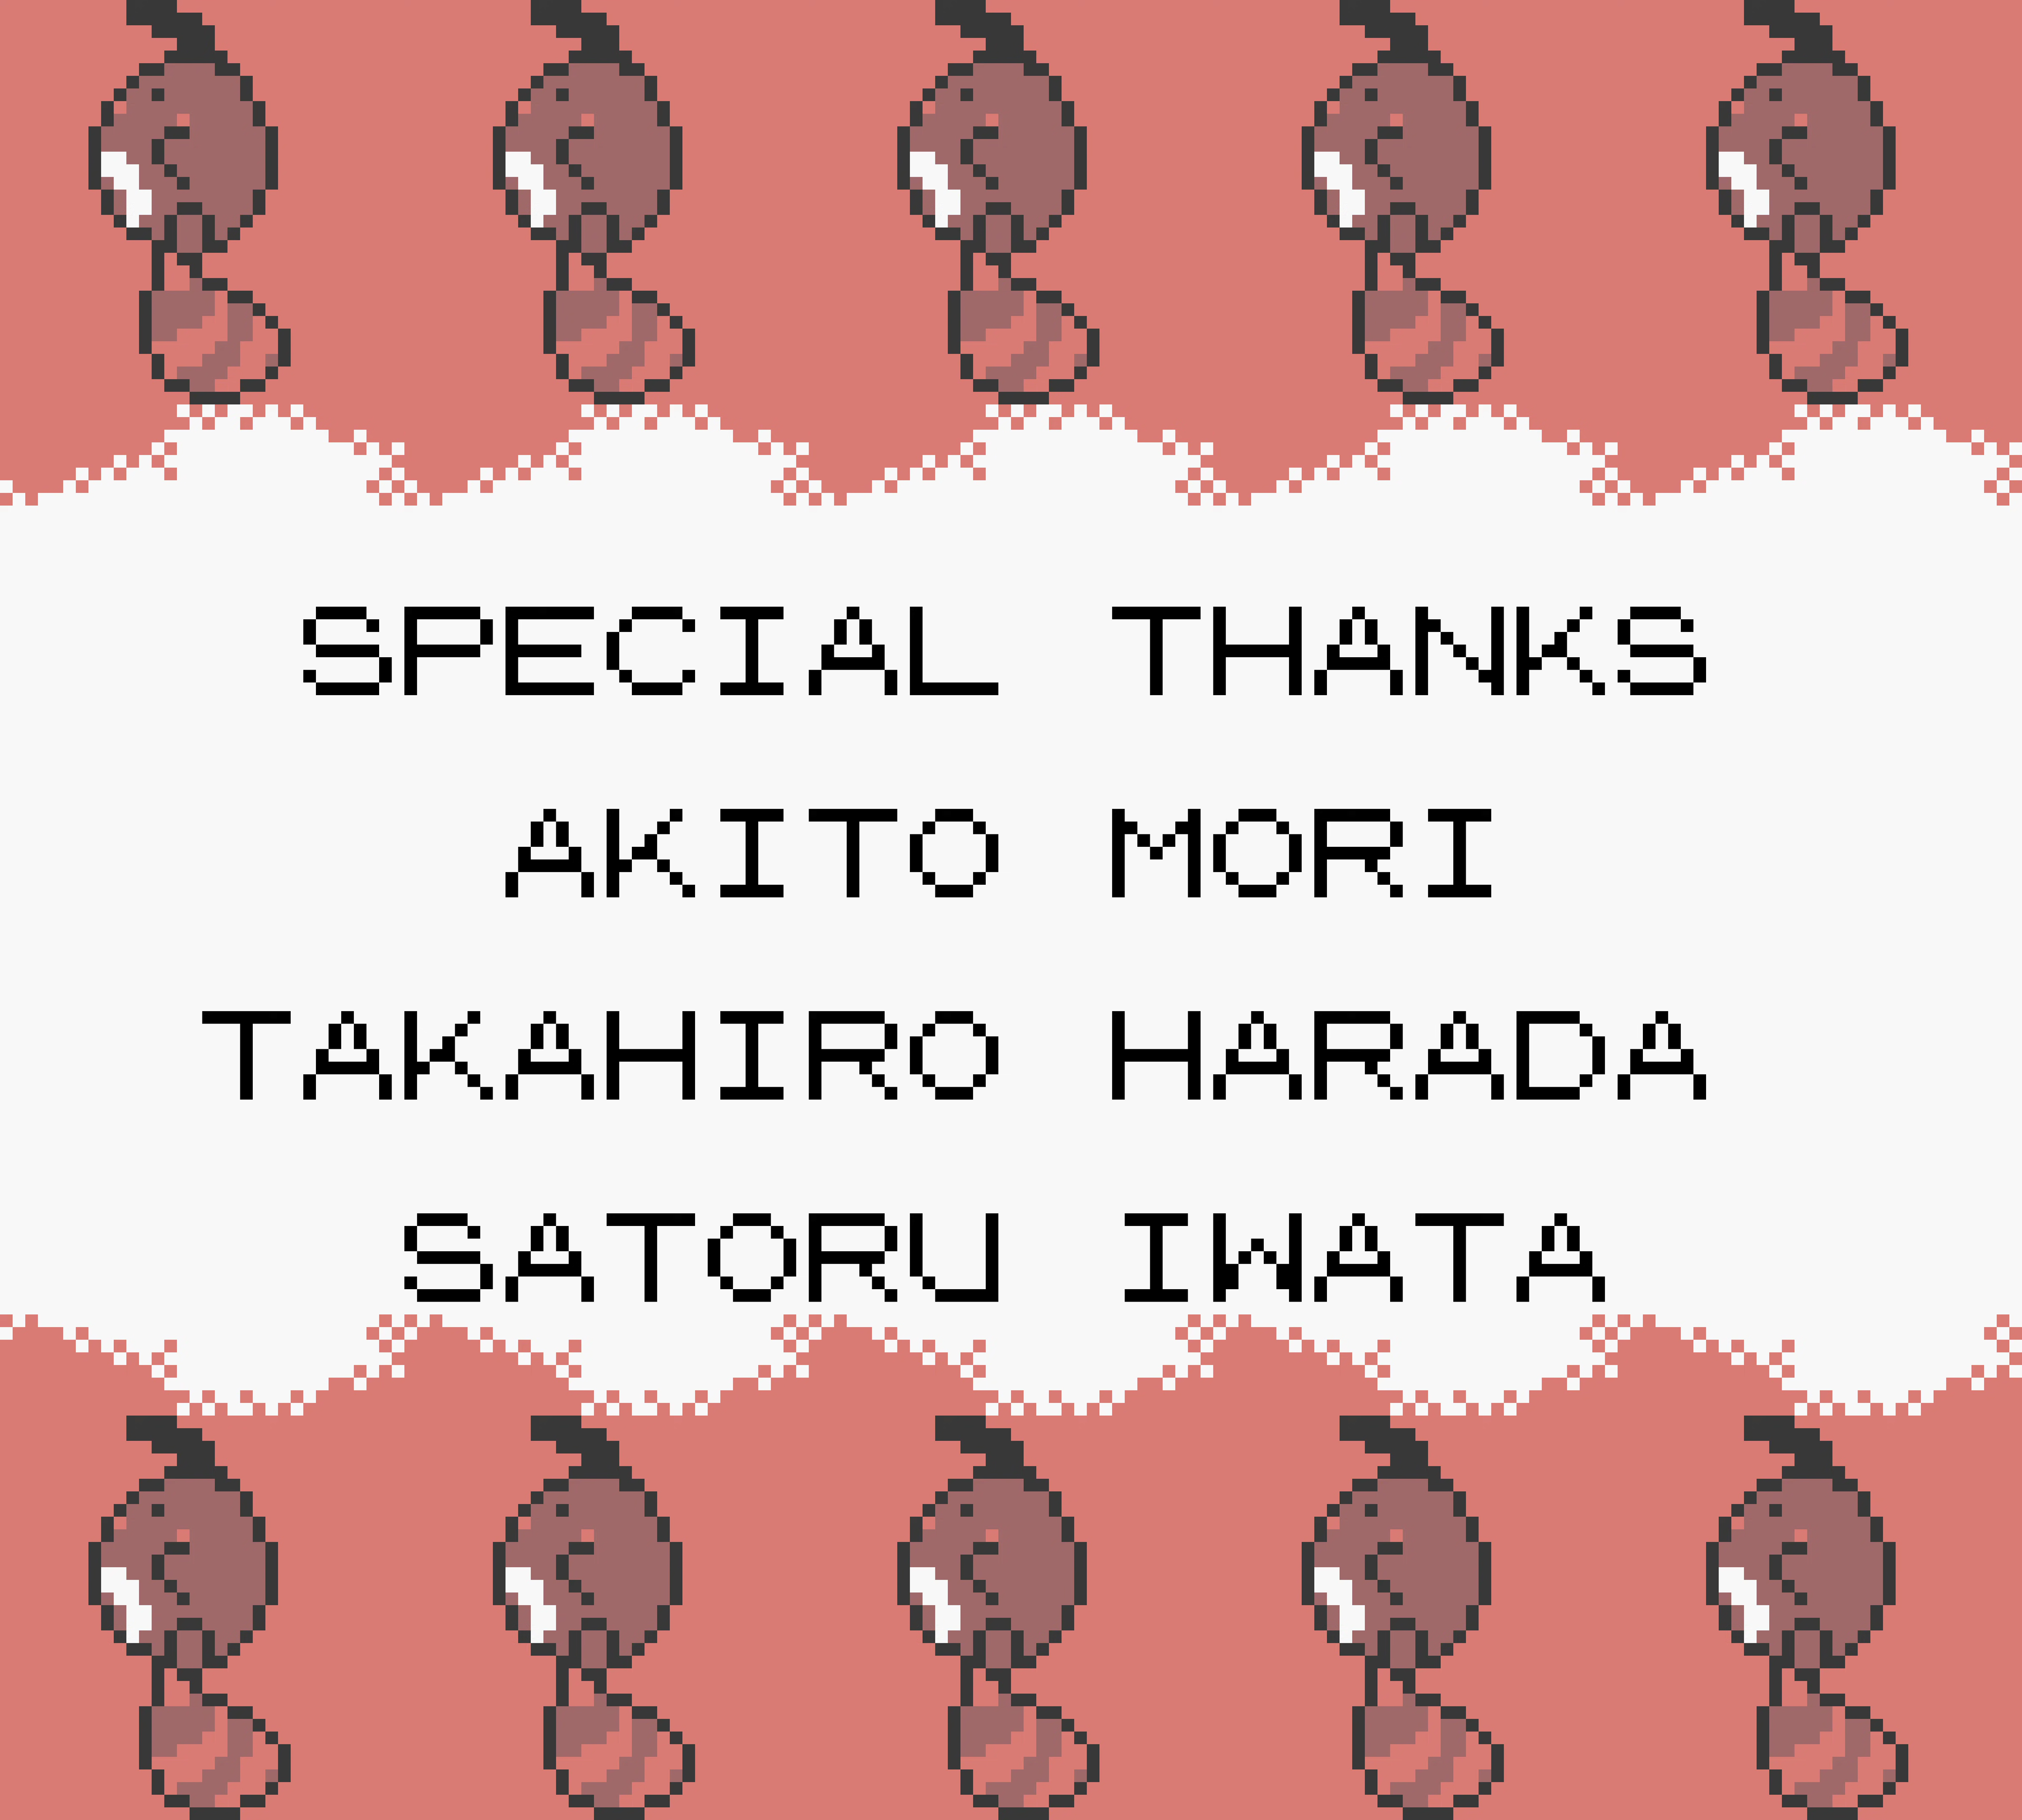 SPECIAL THANKS
AKITO MORI
TAKAHIRO HARADA
SATORU IWATA